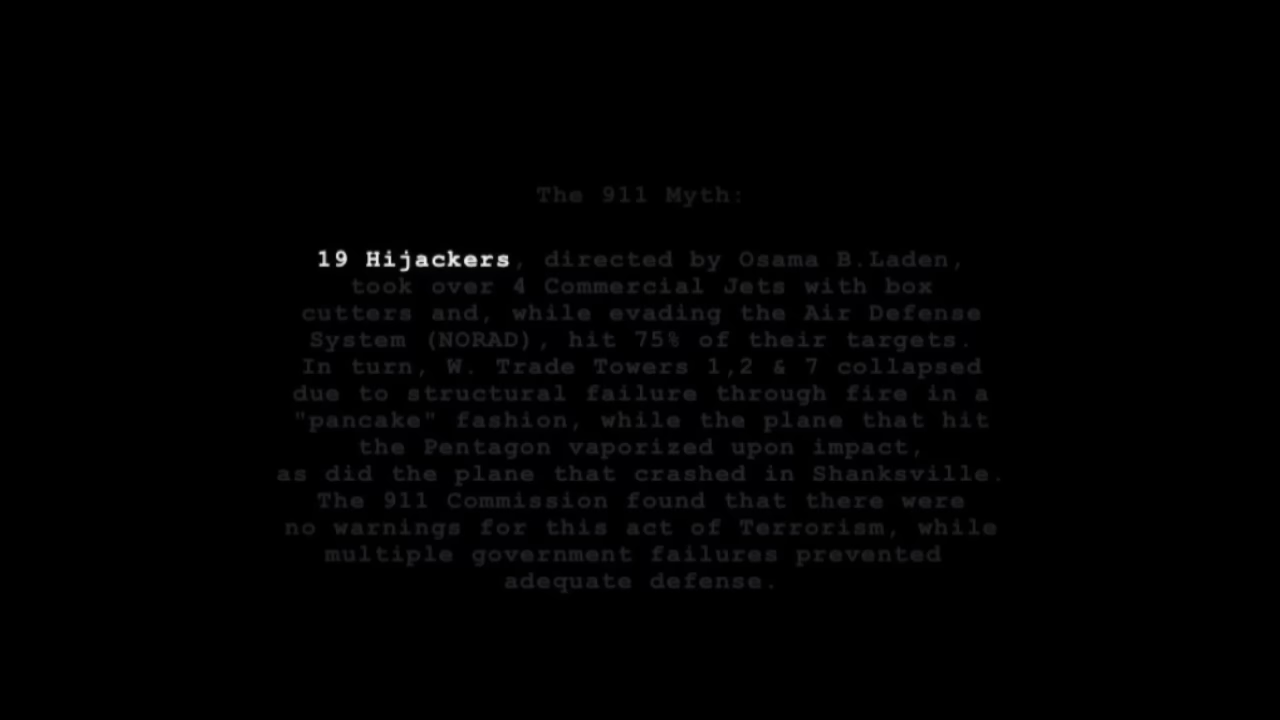 The 911 Myth:
19 Hijackers, directed by Osama B.Laden,
took over 4 Commercial Jets with box
cutters and, while evading the Air Defense
System (NORAD), hit 75% of their targets.
In turn, W. Trade Towers 1,2 & 7 collapsed
due to structural failure through fire in a
"pancake" fashion, while the plane that hit
the Pentagon vaporized upon impact,
as did the plane that crashed in Shanksville.
The 911 Commission found that there were
no warnings for this act of Terrorism, while
multiple government failures prevented
adequate defense.